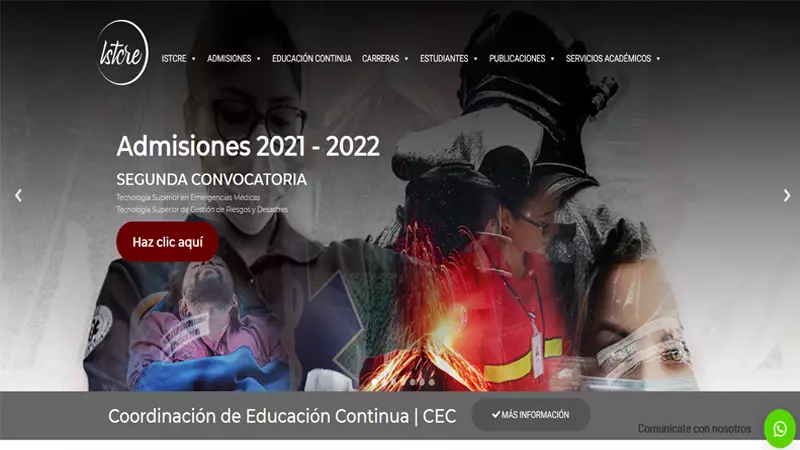 Istcre
ISTCRE ADMISIONES EDUCACIÓN CONTINUA CARRERAS ESTUDIANTES PUBLICACIONES SERVICIOS ACADÉMICOS
Admisiones 2021 - 2022
SEGUNDA CONVOCATORIA
Tecnología Superior en Emergencias Médicas
Tecnología Superior de Gestión de Riesgos y Desastres
Haz clic aquí
Coordinación de Educación Continua | CEC
MÁS INFORMACIÓN
Comunícate con nosotros